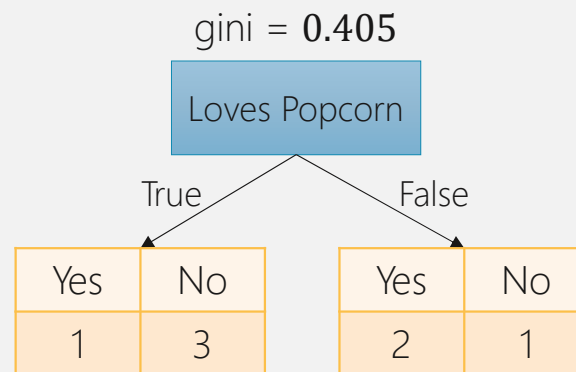 gini = 0.405
Loves Popcorn
True
False
Yes No
1 3
Yes No
2 1